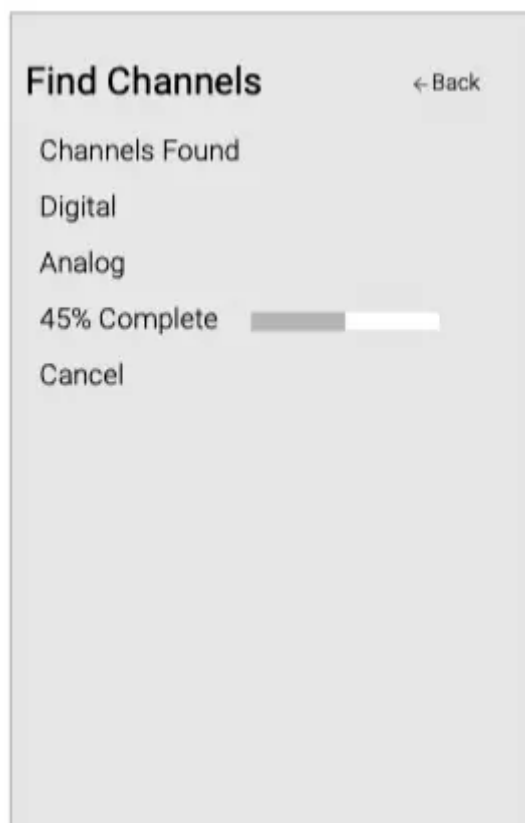 Find Channels ← Back
Channels Found
Digital
Analog
45% Complete
Cancel